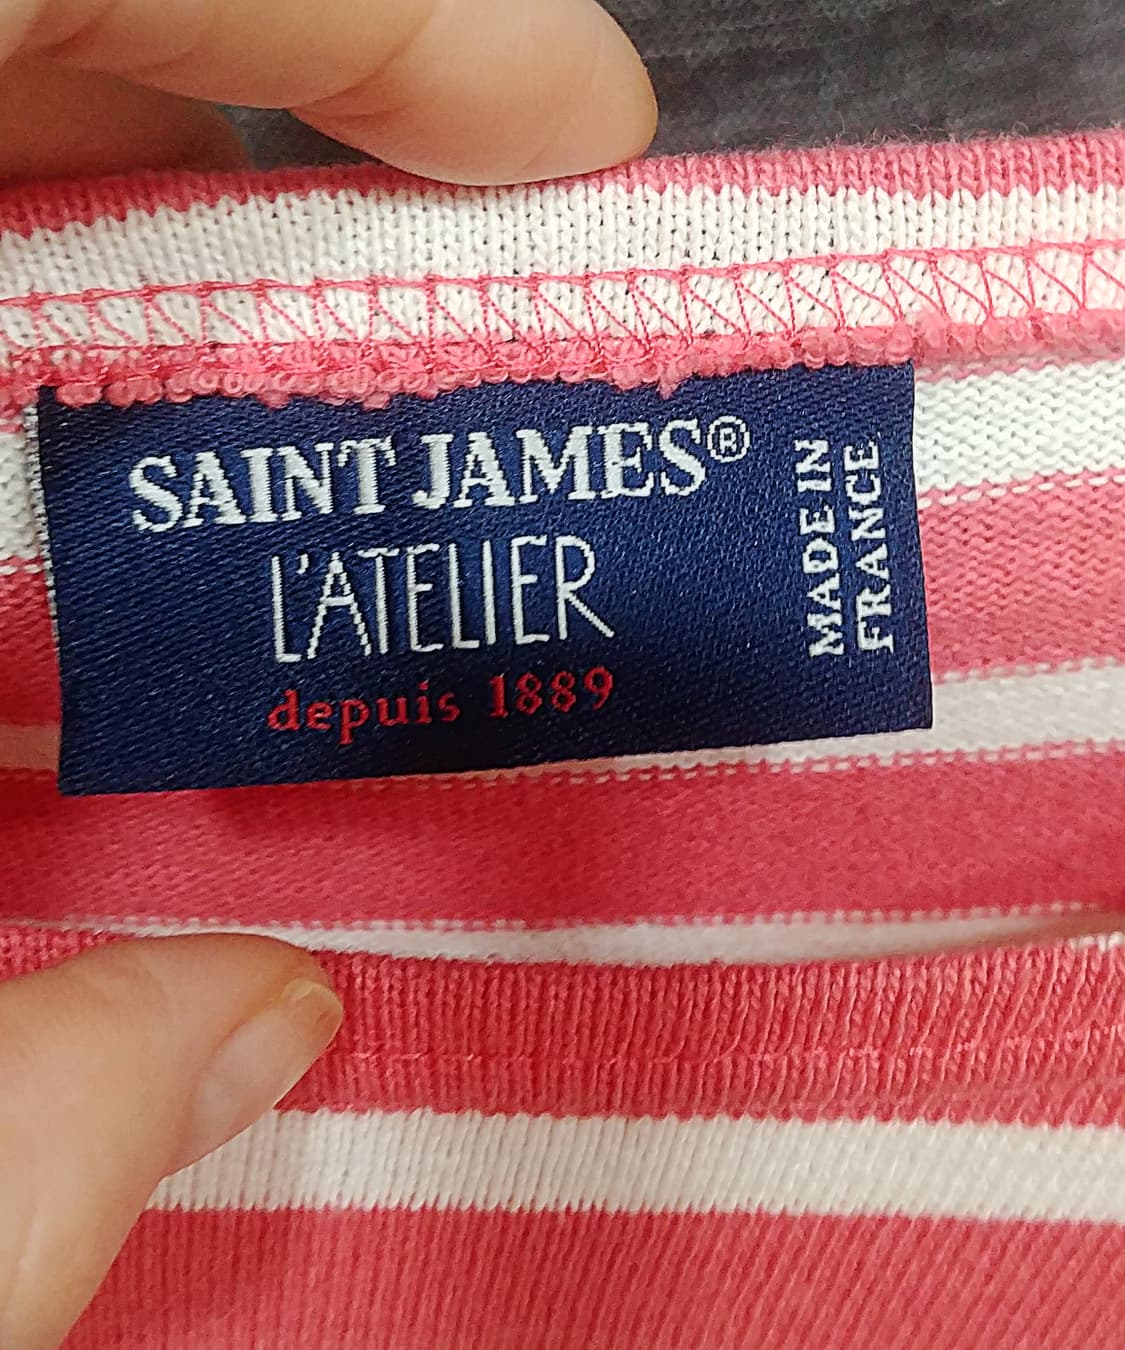 SAINT JAMES®
L'ATELIER
depuis 1889
MADE IN
FRANCE